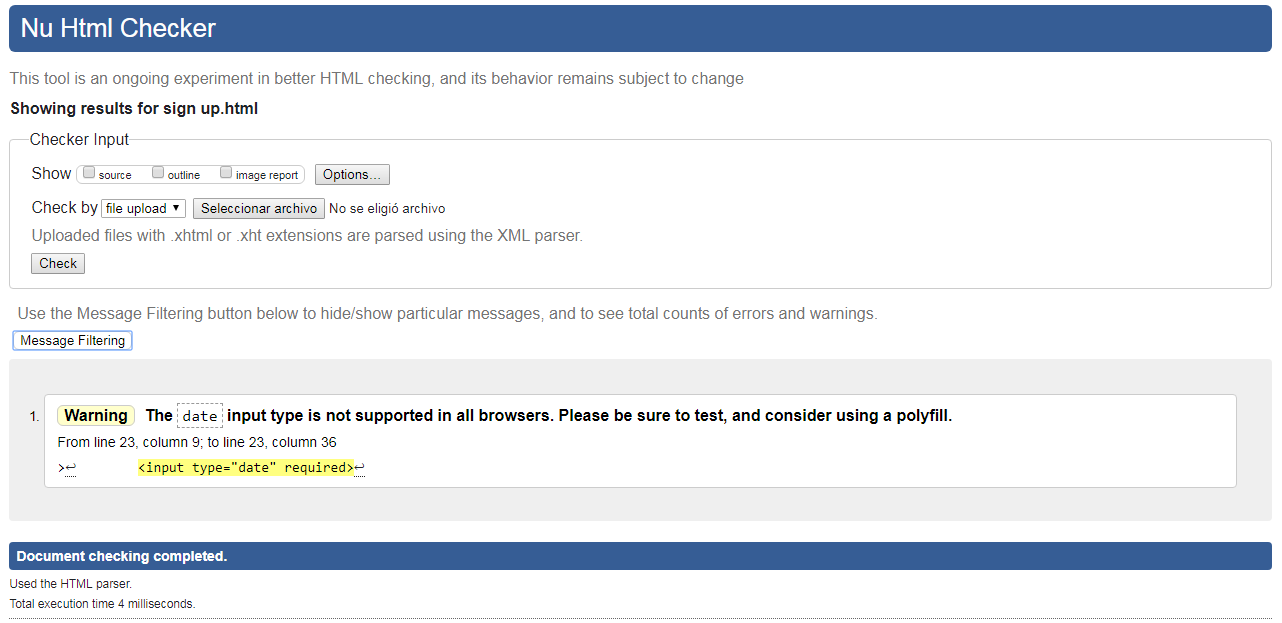 Nu Html Checker
This tool is an ongoing experiment in better HTML checking, and its behavior remains subject to change
Showing results for sign up.html
Checker Input
Show source outline image report Options...
Check by file upload ▼ Seleccionar archivo No se eligió archivo
Uploaded files with .xhtml or .xht extensions are parsed using the XML parser.
Check
Use the Message Filtering button below to hide/show particular messages, and to see total counts of errors and warnings.
Message Filtering
1. Warning The date input type is not supported in all browsers. Please be sure to test, and consider using a polyfill.
From line 23, column 9; to line 23, column 36
>↩ <input type="date" required>↩
Document checking completed.
Used the HTML parser.
Total execution time 4 milliseconds.